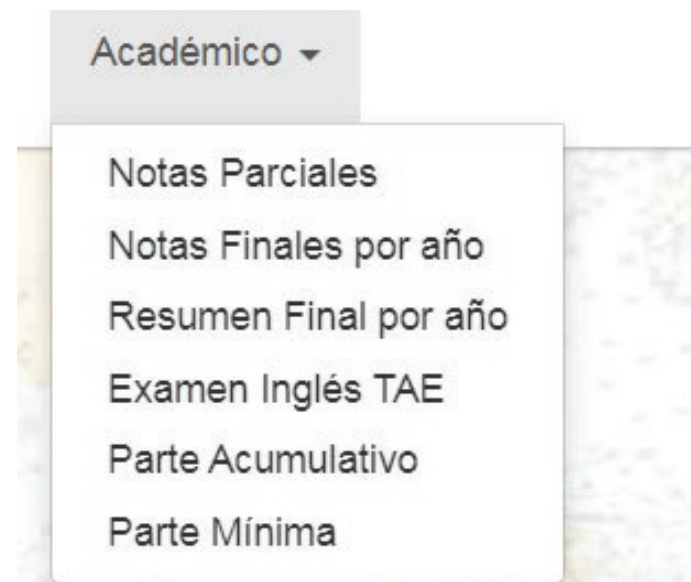 Académico
Notas Parciales
Notas Finales por año
Resumen Final por año
Examen Inglés TAE
Parte Acumulativo
Parte Mínima